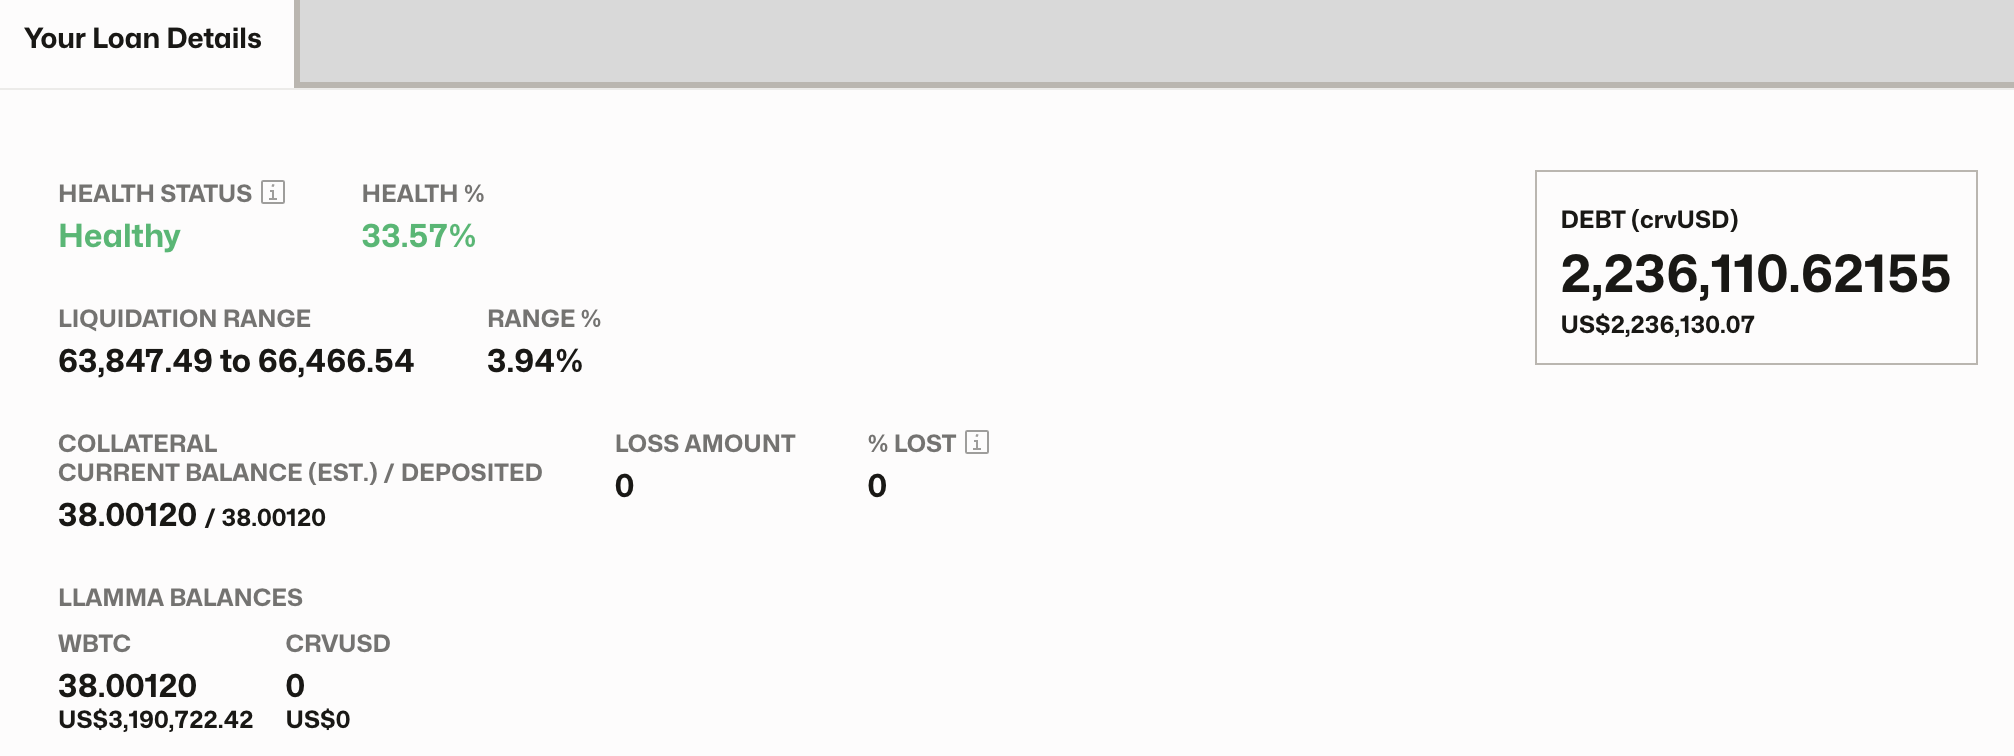 Your Loan Details
HEALTH STATUS i HEALTH %
Healthy 33.57%
DEBT (crvUSD)
2,236,110.62155
US$2,236,130.07
LIQUIDATION RANGE RANGE %
63,847.49 to 66,466.54 3.94%
COLLATERAL
CURRENT BALANCE (EST.) / DEPOSITED
38.00120 / 38.00120
LOSS AMOUNT
0
% LOST i
0
LLAMMA BALANCES
WBTC
38.00120
US$3,190,722.42
CRVUSD
0
US$0